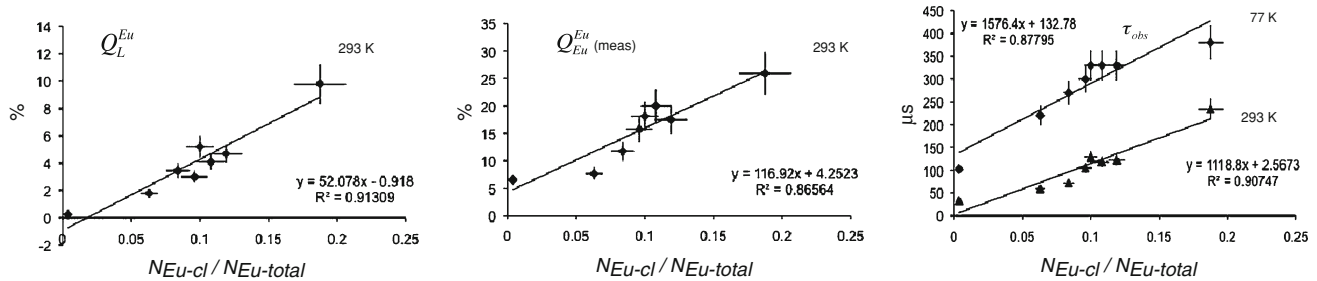 14
12
10
8
6
4
2
0
-2
%
Q_L^Eu
293 K
y = 52.078x - 0.918
R² = 0.91309
0 0.05 0.1 0.15 0.2 0.25
N_Eu-cl / N_Eu-total
35
30
25
20
15
10
5
0
%
Q_Eu^Eu (meas)
293 K
y = 116.92x + 4.2523
R² = 0.86564
0 0.05 0.1 0.15 0.2 0.25
N_Eu-cl / N_Eu-total
450
400
350
300
250
200
150
100
50
0
µs
y = 1576.4x + 132.78
R² = 0.87795
τ_obs
77 K
293 K
y = 1118.8x + 2.5673
R² = 0.90747
0 0.05 0.1 0.15 0.2 0.25
N_Eu-cl / N_Eu-total